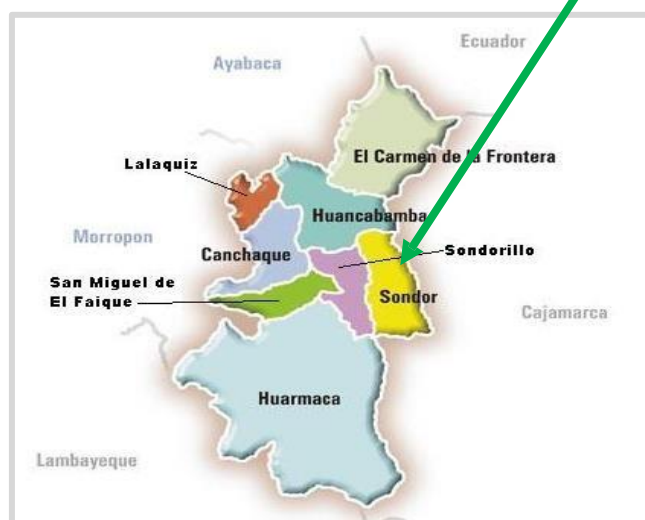 Ecuador
Ayabaca
El Carmen de la Frontera
Lalaquiz
Huancabamba
Morropon
Canchaque
Sondorillo
San Miguel de
El Faique
Sondor
Cajamarca
Huarmaca
Lambayeque